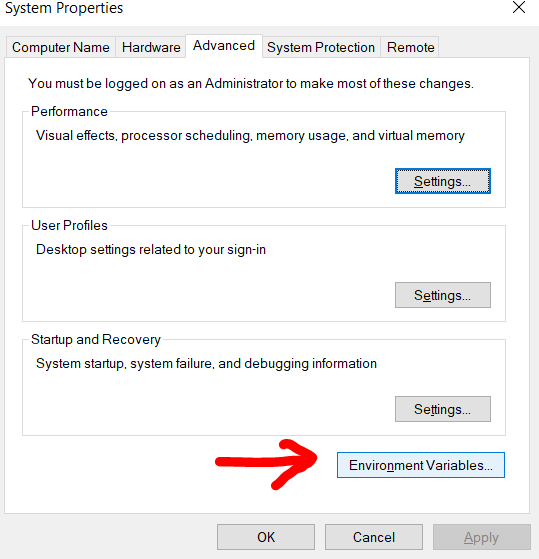 System Properties
Computer Name Hardware Advanced System Protection Remote
You must be logged on as an Administrator to make most of these changes.
Performance
Visual effects, processor scheduling, memory usage, and virtual memory
Settings...
User Profiles
Desktop settings related to your sign-in
Settings...
Startup and Recovery
System startup, system failure, and debugging information
Settings...
Environment Variables...
OK Cancel Apply